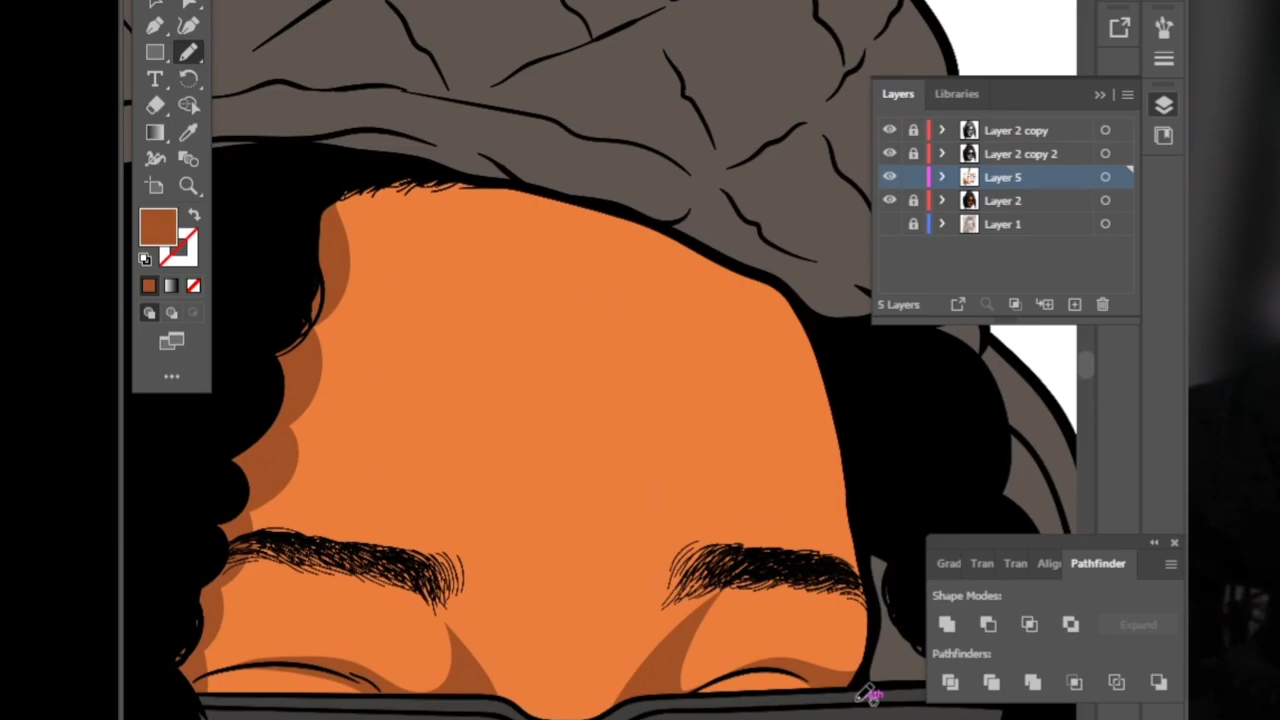 Layers Libraries
Layer 2 copy
Layer 2 copy 2
Layer 5
Layer 2
Layer 1
5 Layers
Grad Tran Tran Alig Pathfinder
Shape Modes:
Expand
Pathfinders: